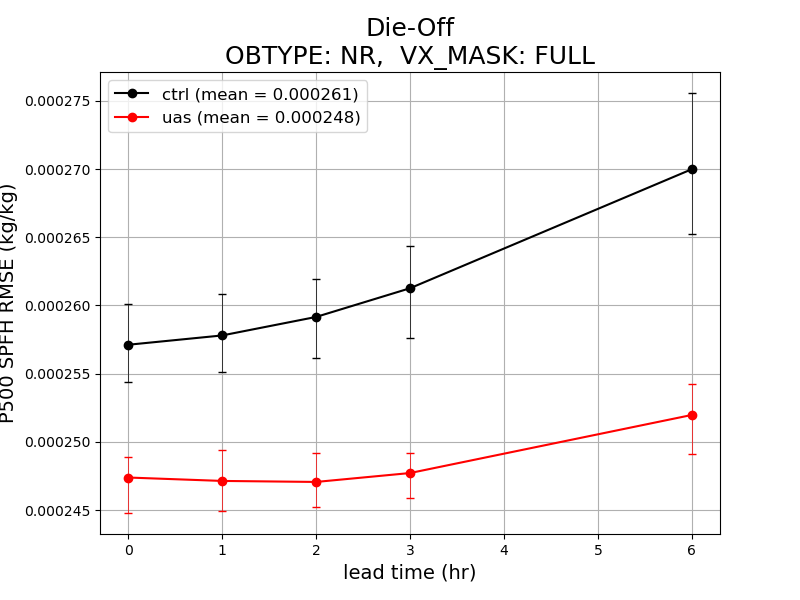 Die-Off
OBTYPE: NR,  VX_MASK: FULL
ctrl (mean = 0.000261)
uas (mean = 0.000248)
P500 SPFH RMSE (kg/kg)
0.000275
0.000270
0.000265
0.000260
0.000255
0.000250
0.000245
0 1 2 3 4 5 6
lead time (hr)